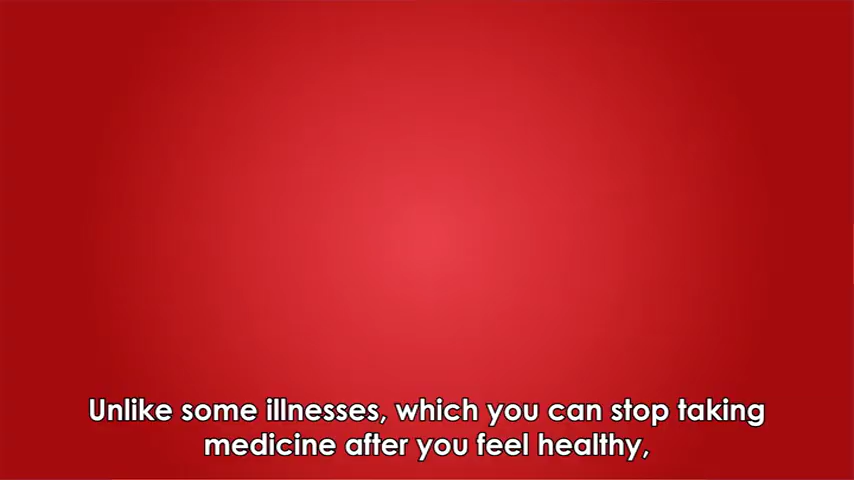 Unlike some illnesses, which you can stop taking
medicine after you feel healthy,